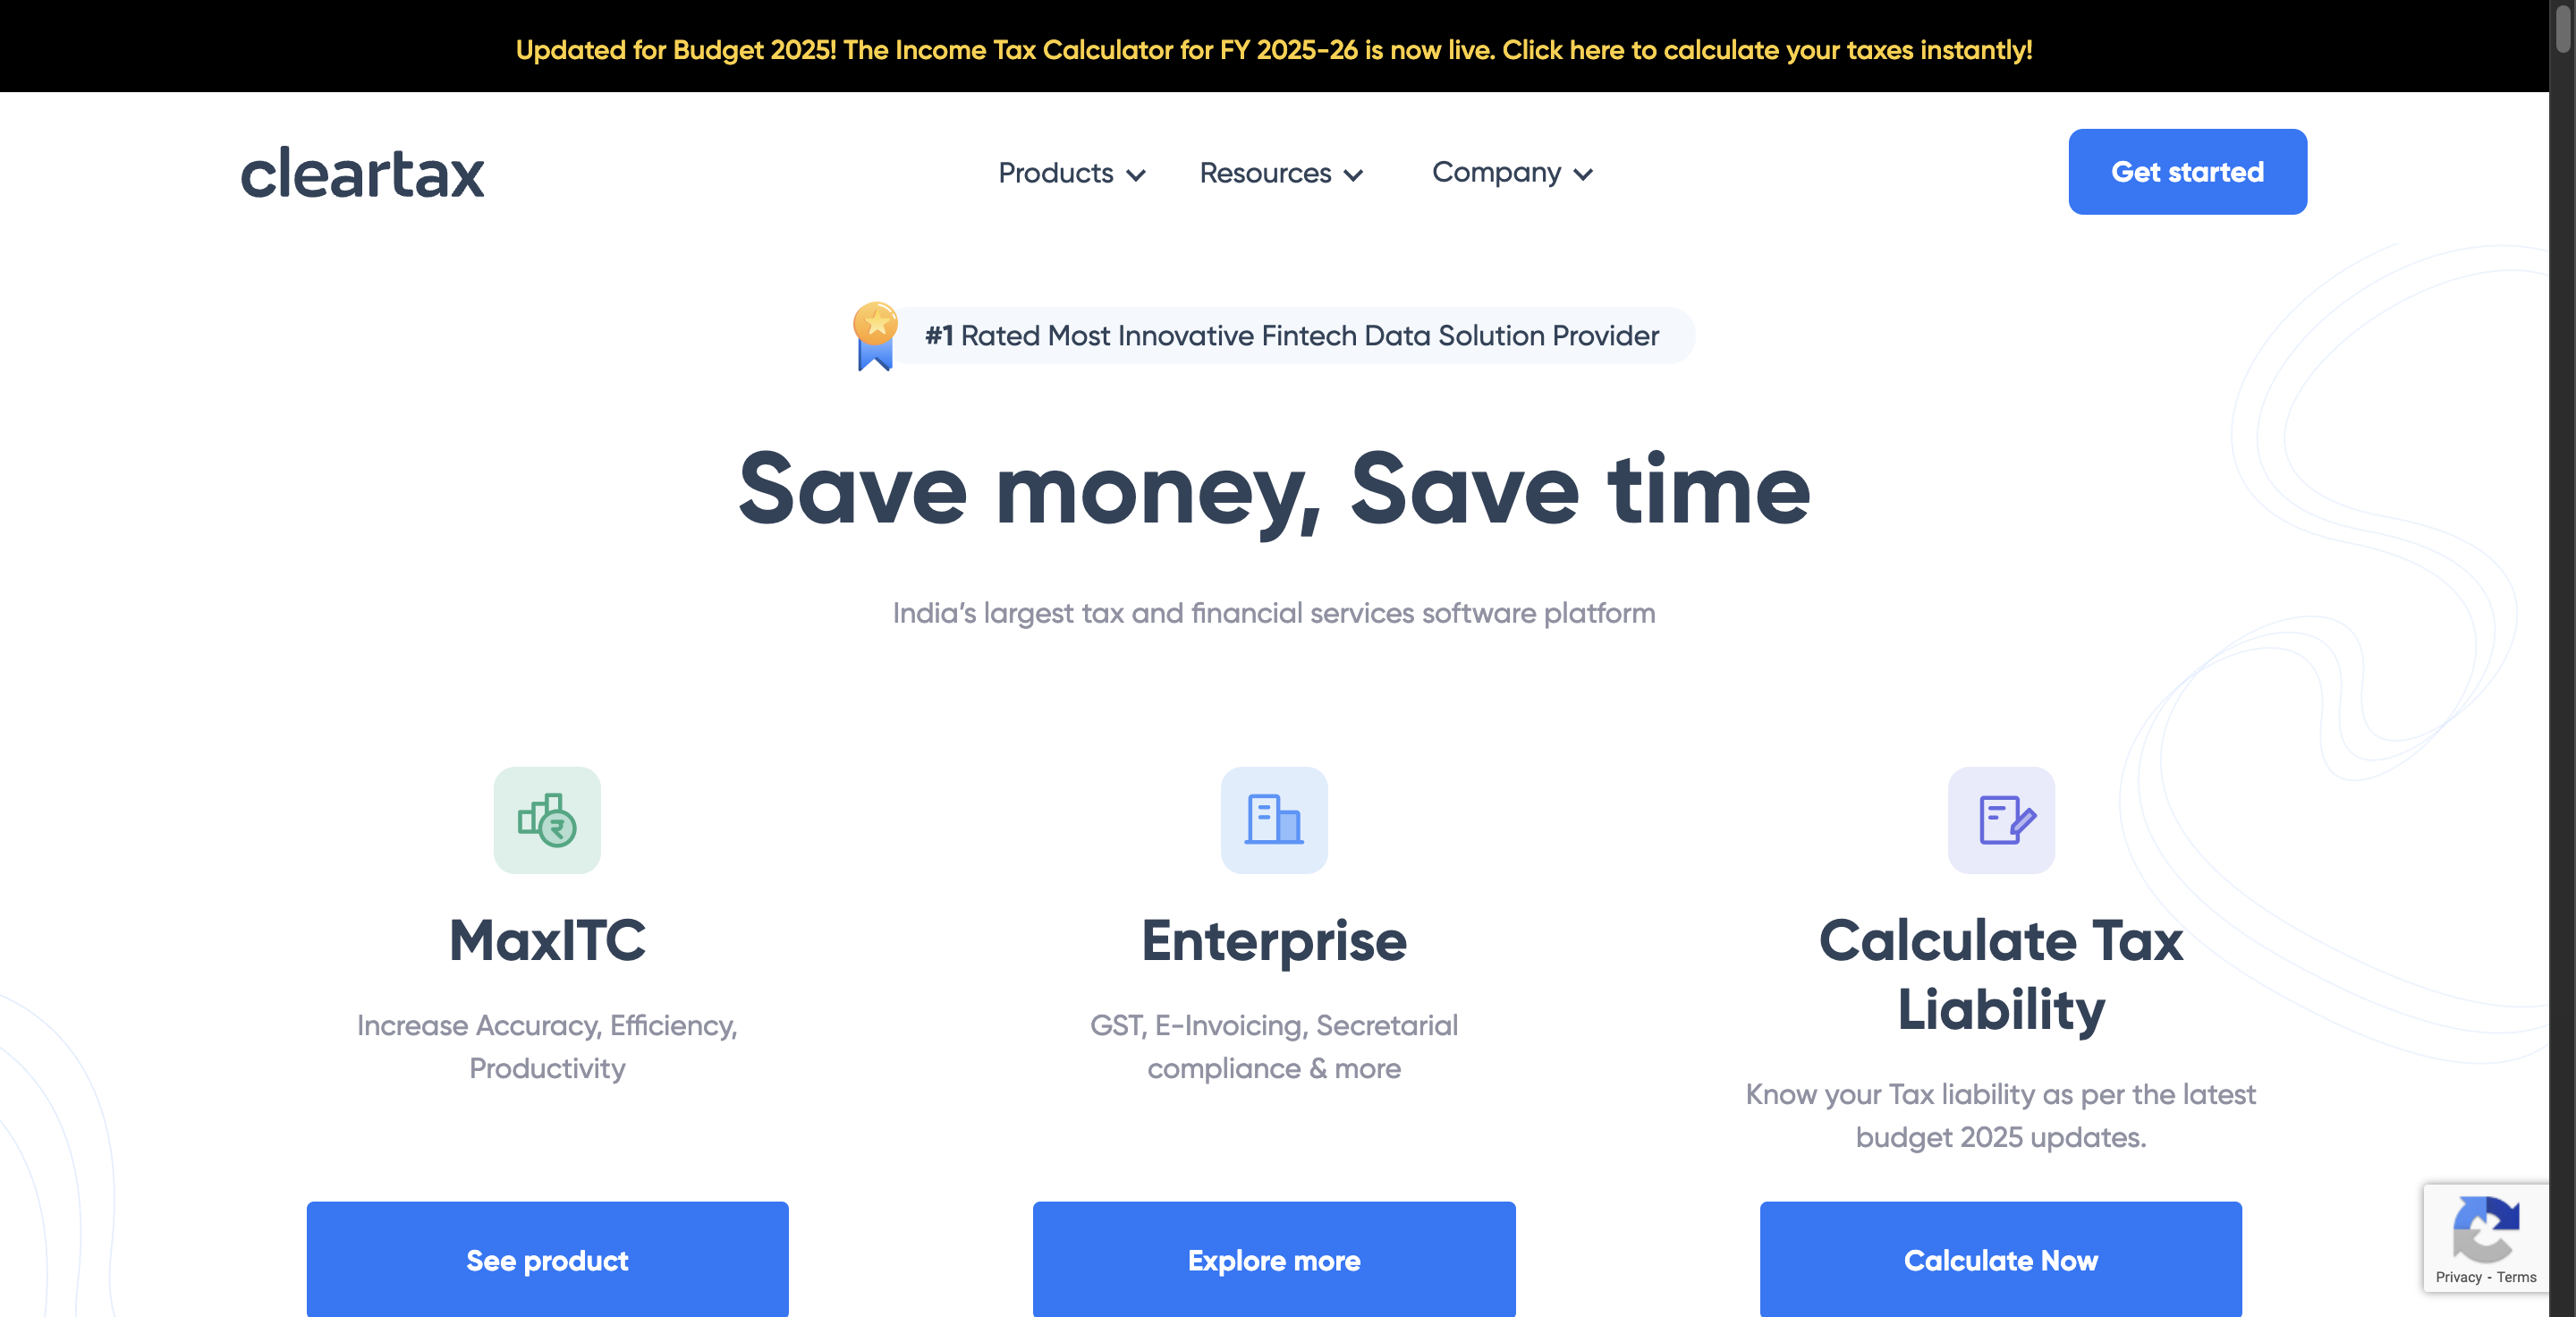 Updated for Budget 2025! The Income Tax Calculator for FY 2025-26 is now live. Click here to calculate your taxes instantly!
cleartax
Products
Resources
Company
Get started
#1 Rated Most Innovative Fintech Data Solution Provider
Save money, Save time
India’s largest tax and financial services software platform
₹
MaxITC
Increase Accuracy, Efficiency,
Productivity
See product
Enterprise
GST, E-Invoicing, Secretarial
compliance & more
Explore more
Calculate Tax
Liability
Know your Tax liability as per the latest
budget 2025 updates.
Calculate Now
Privacy - Terms